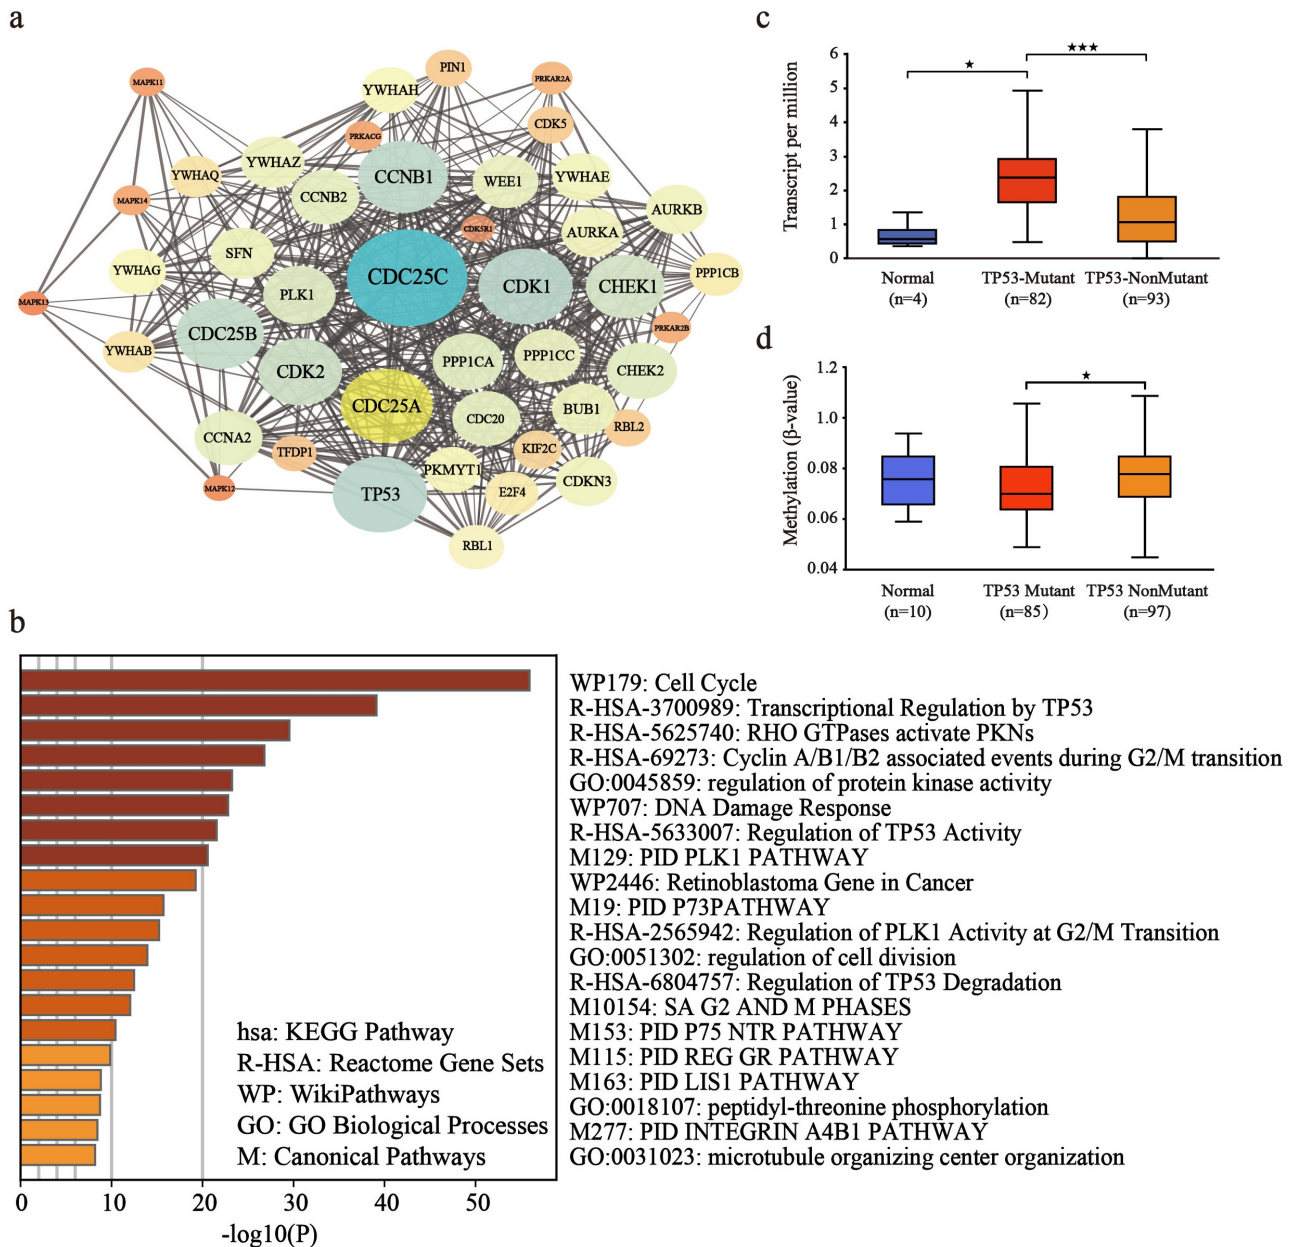 a
MAPK11
PIN1
YWHAH
PRKAR2A
CDK5
PRKACG
YWHAZ
YWHAQ
CCNB1
CCNB2
WEE1
YWHAE
MAPK14
AURKB
CDK5R1
AURKA
SFN
YWHAG
CDC25C
CDK1
CHEK1
PPP1CB
PLK1
MAPK13
PRKAR2B
CDC25B
YWHAB
CDK2
PPP1CA
PPP1CC
CHEK2
CDC25A
CDC20
BUB1
RBL2
CCNA2
TFDP1
KIF2C
PKMYT1
MAPK12
TP53
E2F4
CDKN3
RBL1
c
Transcript per million
6
5
4
3
2
1
0
★
★★★
Normal
(n=4)
TP53-Mutant
(n=82)
TP53-NonMutant
(n=93)
d
Methylation (β-value)
1.2
1.0
0.08
0.06
0.04
★
Normal
(n=10)
TP53 Mutant
(n=85)
TP53 NonMutant
(n=97)
b
WP179: Cell Cycle
R-HSA-3700989: Transcriptional Regulation by TP53
R-HSA-5625740: RHO GTPases activate PKNs
R-HSA-69273: Cyclin A/B1/B2 associated events during G2/M transition
GO:0045859: regulation of protein kinase activity
WP707: DNA Damage Response
R-HSA-5633007: Regulation of TP53 Activity
M129: PID PLK1 PATHWAY
WP2446: Retinoblastoma Gene in Cancer
M19: PID P73PATHWAY
R-HSA-2565942: Regulation of PLK1 Activity at G2/M Transition
GO:0051302: regulation of cell division
R-HSA-6804757: Regulation of TP53 Degradation
M10154: SA G2 AND M PHASES
M153: PID P75 NTR PATHWAY
M115: PID REG GR PATHWAY
M163: PID LIS1 PATHWAY
GO:0018107: peptidyl-threonine phosphorylation
M277: PID INTEGRIN A4B1 PATHWAY
GO:0031023: microtubule organizing center organization
hsa: KEGG Pathway
R-HSA: Reactome Gene Sets
WP: WikiPathways
GO: GO Biological Processes
M: Canonical Pathways
0 10 20 30 40 50
-log10(P)